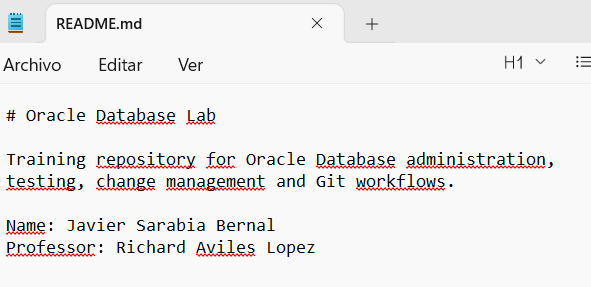 README.md
Archivo Editar Ver H1
# Oracle Database Lab
Training repository for Oracle Database administration,
testing, change management and Git workflows.
Name: Javier Sarabia Bernal
Professor: Richard Aviles Lopez